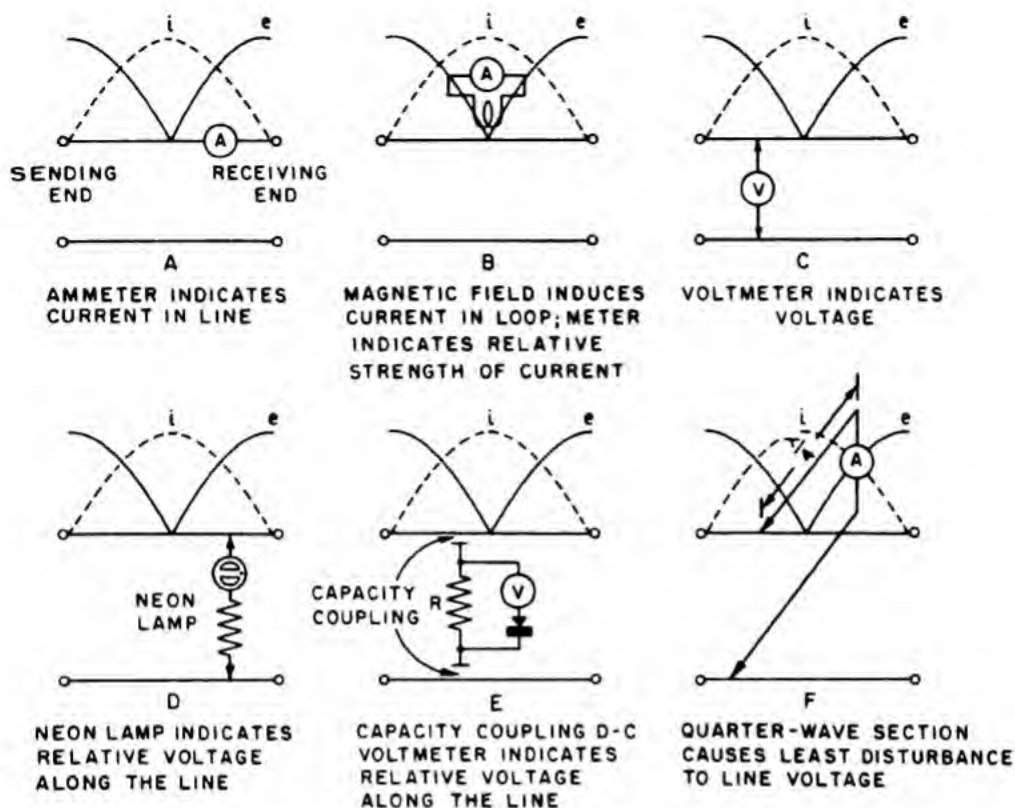 i e
A
SENDING END
RECEIVING END
A
AMMETER INDICATES
CURRENT IN LINE
i e
A
B
MAGNETIC FIELD INDUCES
CURRENT IN LOOP; METER
INDICATES RELATIVE
STRENGTH OF CURRENT
i e
V
C
VOLTMETER INDICATES
VOLTAGE
i e
NEON
LAMP
D
NEON LAMP INDICATES
RELATIVE VOLTAGE
ALONG THE LINE
i e
CAPACITY
COUPLING
R
V
E
CAPACITY COUPLING D-C
VOLTMETER INDICATES
RELATIVE VOLTAGE
ALONG THE LINE
i e
A
F
QUARTER-WAVE SECTION
CAUSES LEAST DISTURBANCE
TO LINE VOLTAGE